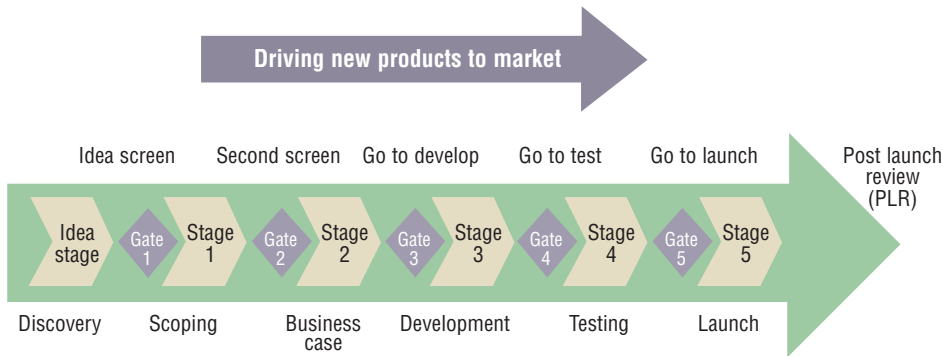 Driving new products to market
Idea screen
Second screen
Go to develop
Go to test
Go to launch
Post launch
review
(PLR)
Idea
stage
Gate
1
Stage
1
Gate
2
Stage
2
Gate
3
Stage
3
Gate
4
Stage
4
Gate
5
Stage
5
Discovery
Scoping
Business
case
Development
Testing
Launch